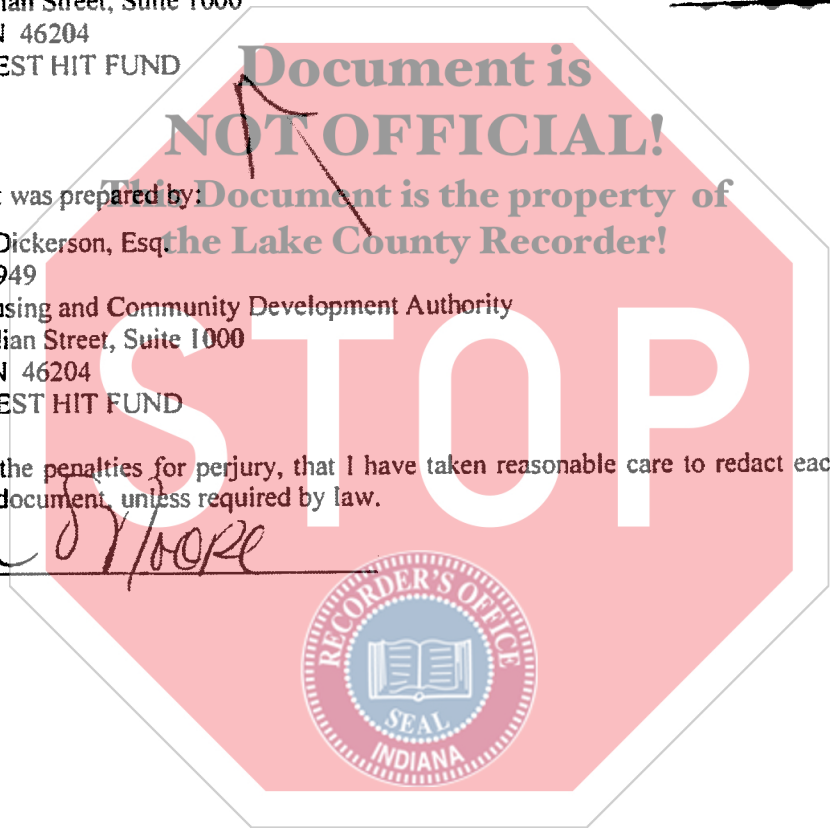 ian Street, Suite 1000
N 46204
EST HIT FUND
Document is
NOT OFFICIAL!
This Document is the property of
the Lake County Recorder!
t was prepared by:
Dickerson, Esq.
949
using and Community Development Authority
dian Street, Suite 1000
N 46204
EST HIT FUND
STOP
the penalties for perjury, that I have taken reasonable care to redact eac
document, unless required by law.
Moore
RECORDER'S OFFICE
SEAL
INDIANA